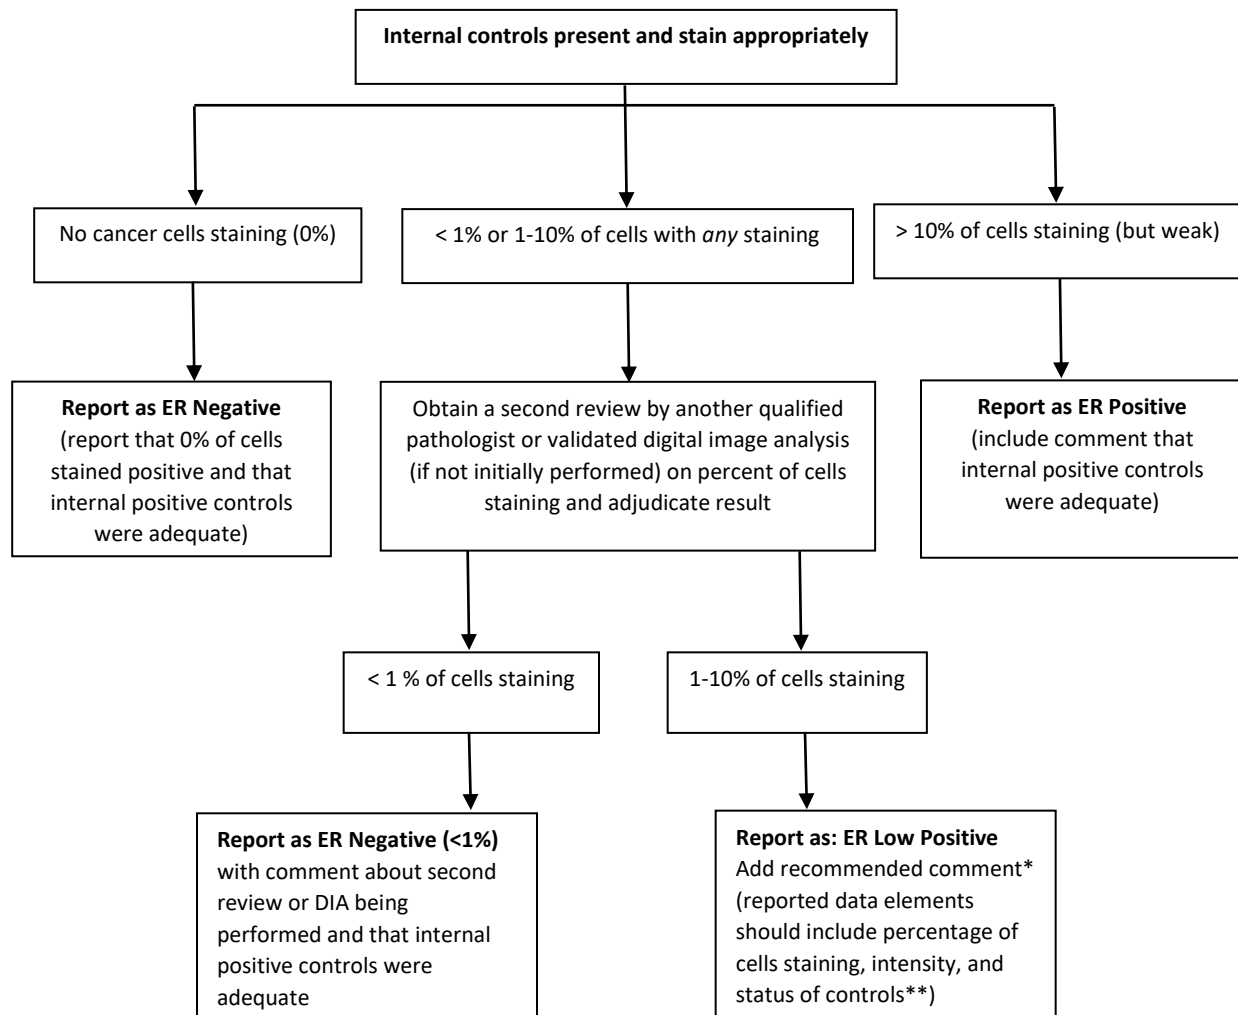 Internal controls present and stain appropriately
No cancer cells staining (0%)
< 1% or 1-10% of cells with any staining
> 10% of cells staining (but weak)
Report as ER Negative
(report that 0% of cells
stained positive and that
internal positive controls
were adequate)
Obtain a second review by another qualified
pathologist or validated digital image analysis
(if not initially performed) on percent of cells
staining and adjudicate result
Report as ER Positive
(include comment that
internal positive controls
were adequate)
< 1 % of cells staining
1-10% of cells staining
Report as ER Negative (<1%)
with comment about second
review or DIA being
performed and that internal
positive controls were
adequate
Report as: ER Low Positive
Add recommended comment*
(reported data elements
should include percentage of
cells staining, intensity, and
status of controls**)